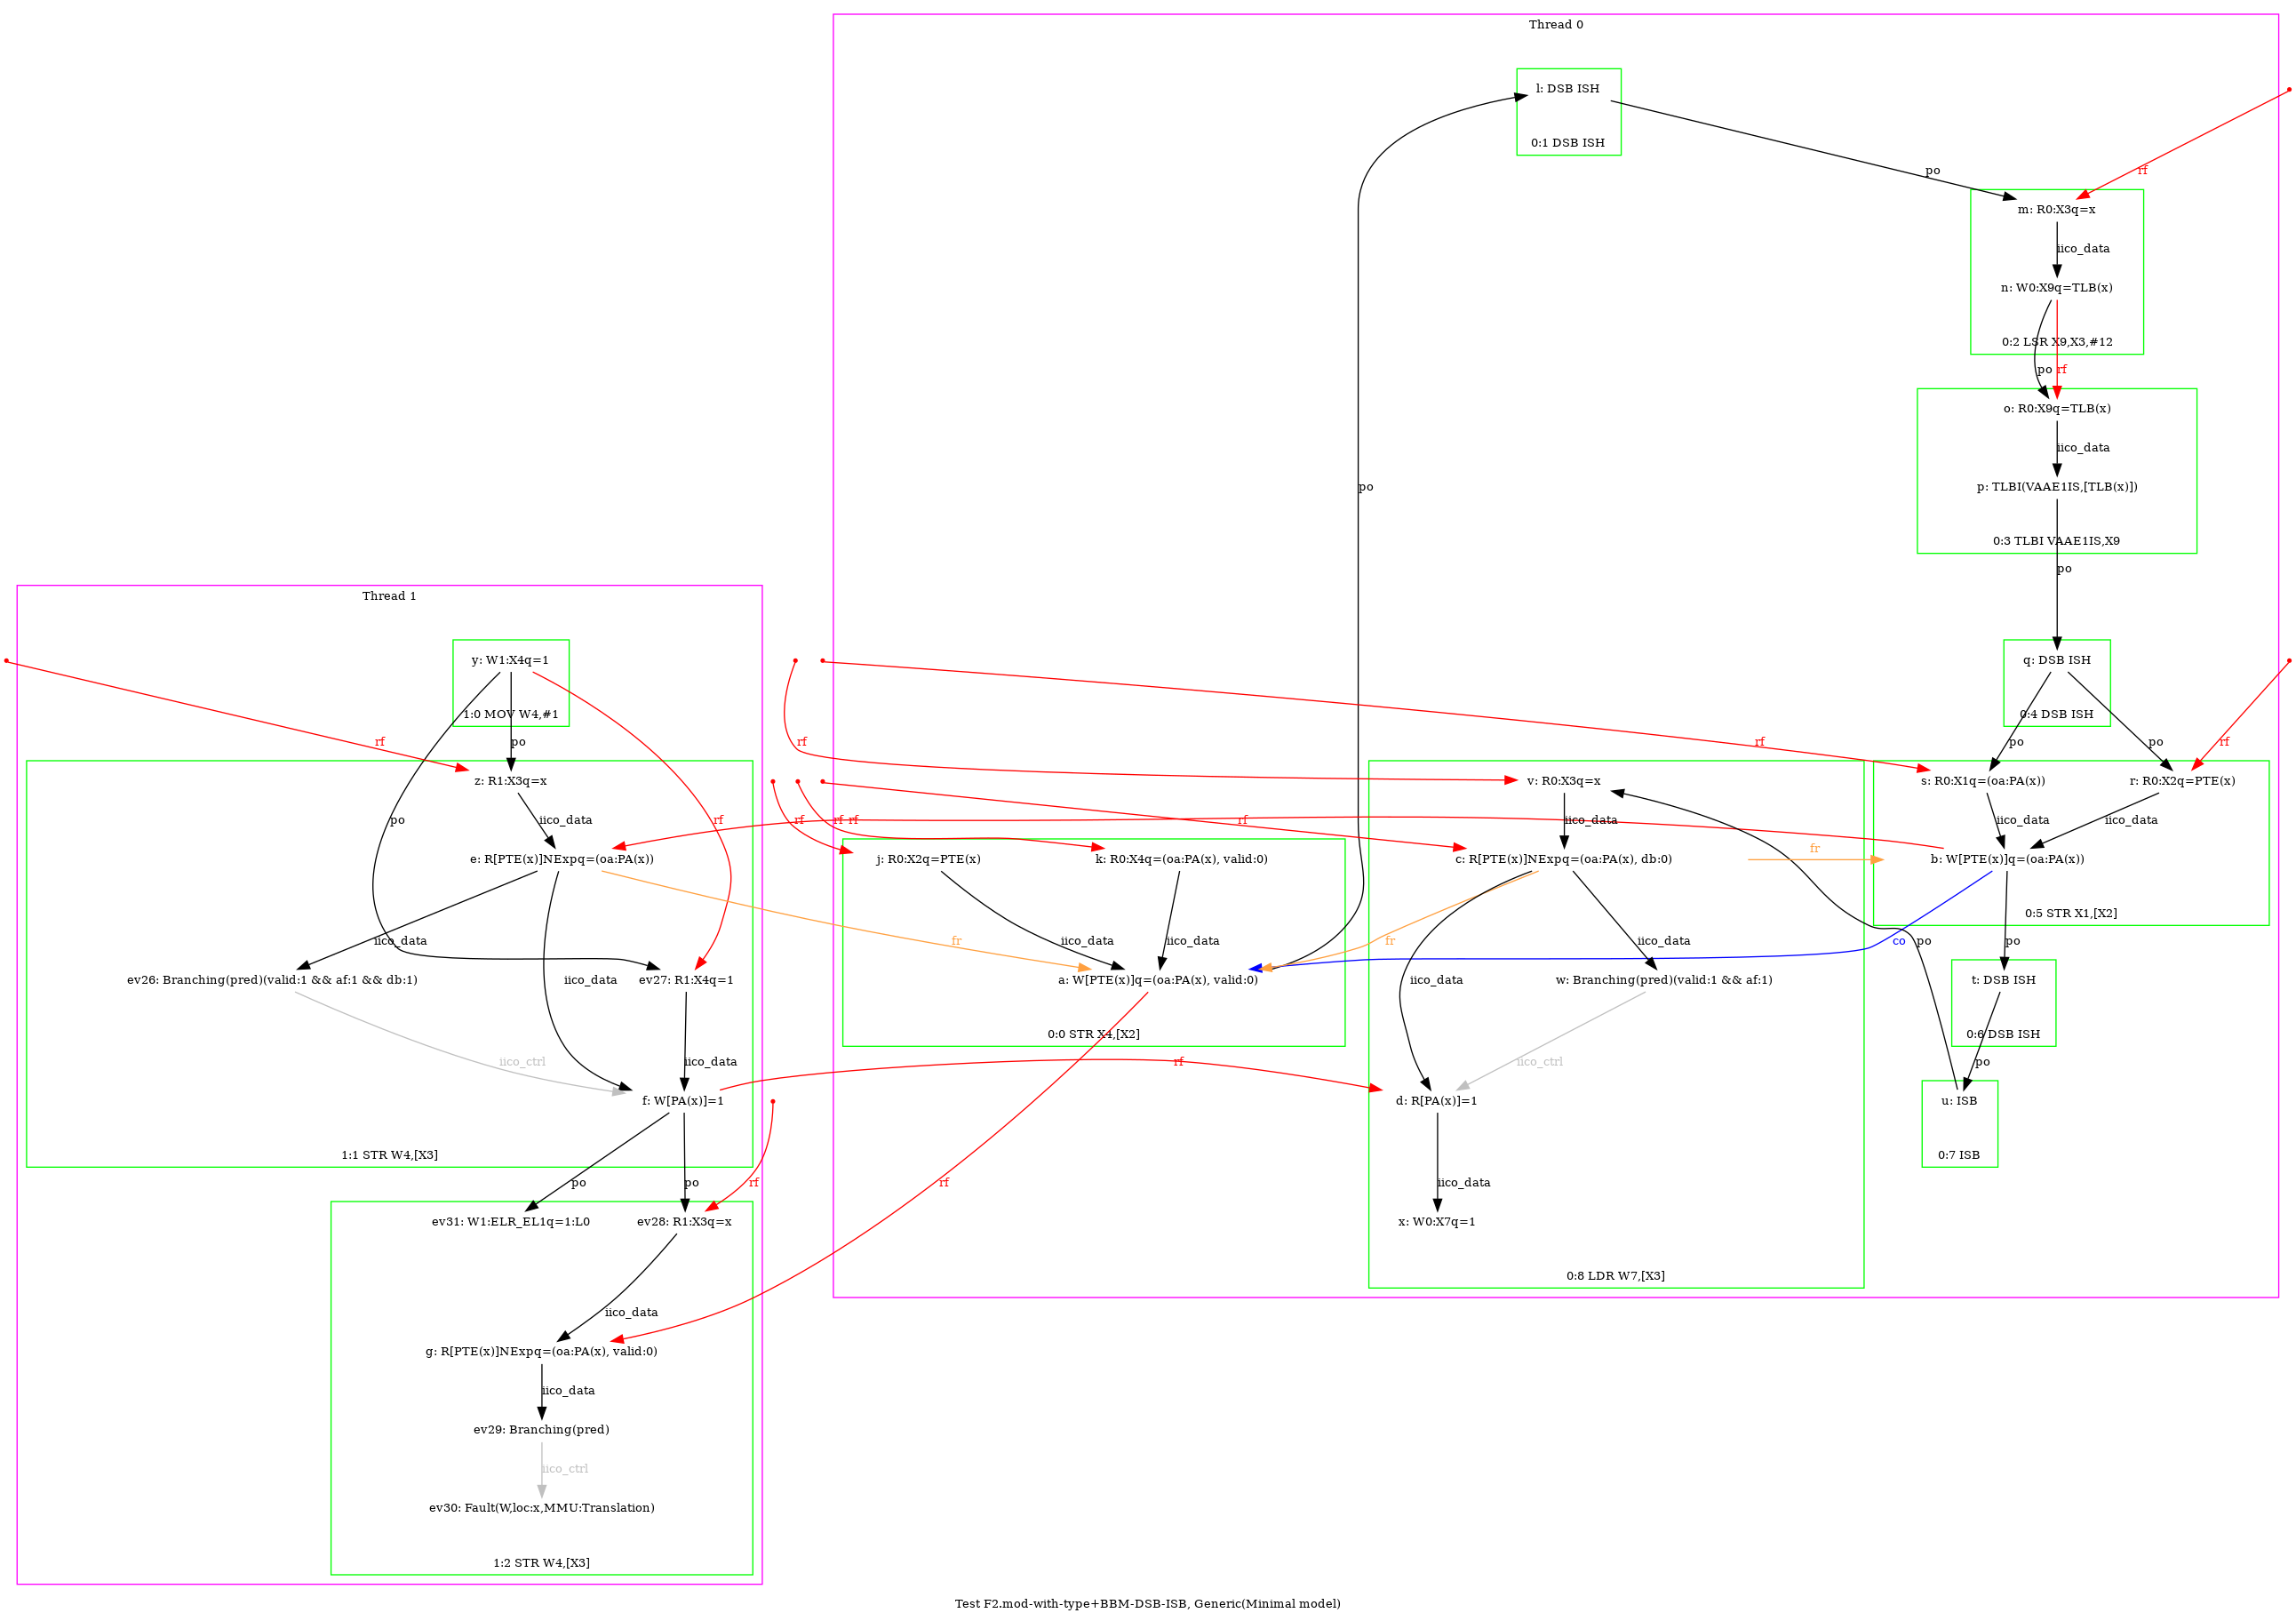 Thread 0
l: DSB ISH
0:1 DSB ISH
po
rf
m: R0:X3q=x
iico_data
n: W0:X9q=TLB(x)
0:2 LSR X9,X3,#12
po
rf
o: R0:X9q=TLB(x)
iico_data
p: TLBI(VAAE1IS,[TLB(x)])
0:3 TLBI VAAE1IS,X9
po
po
q: DSB ISH
0:4 DSB ISH
po
po
rf
rf
rf
s: R0:X1q=(oa:PA(x))
r: R0:X2q=PTE(x)
iico_data
iico_data
b: W[PTE(x)]q=(oa:PA(x))
0:5 STR X1,[X2]
v: R0:X3q=x
iico_data
rf
c: R[PTE(x)]NExpq=(oa:PA(x), db:0)
fr
rf
rf
rf
j: R0:X2q=PTE(x)
k: R0:X4q=(oa:PA(x), valid:0)
iico_data
iico_data
fr
fr
co
po
po
a: W[PTE(x)]q=(oa:PA(x), valid:0)
0:0 STR X4,[X2]
iico_data
iico_data
w: Branching(pred)(valid:1 && af:1)
iico_ctrl
t: DSB ISH
0:6 DSB ISH
po
u: ISB
0:7 ISB
rf
d: R[PA(x)]=1
iico_data
x: W0:X7q=1
0:8 LDR W7,[X3]
Thread 1
y: W1:X4q=1
1:0 MOV W4,#1
rf
po
po
rf
z: R1:X3q=x
iico_data
e: R[PTE(x)]NExpq=(oa:PA(x))
iico_data
iico_data
ev26: Branching(pred)(valid:1 && af:1 && db:1)
ev27: R1:X4q=1
iico_ctrl
iico_data
f: W[PA(x)]=1
1:1 STR W4,[X3]
po
po
rf
rf
ev31: W1:ELR_EL1q=1:L0
ev28: R1:X3q=x
iico_data
g: R[PTE(x)]NExpq=(oa:PA(x), valid:0)
iico_data
ev29: Branching(pred)
iico_ctrl
ev30: Fault(W,loc:x,MMU:Translation)
1:2 STR W4,[X3]
Test F2.mod-with-type+BBM-DSB-ISB, Generic(Minimal model)